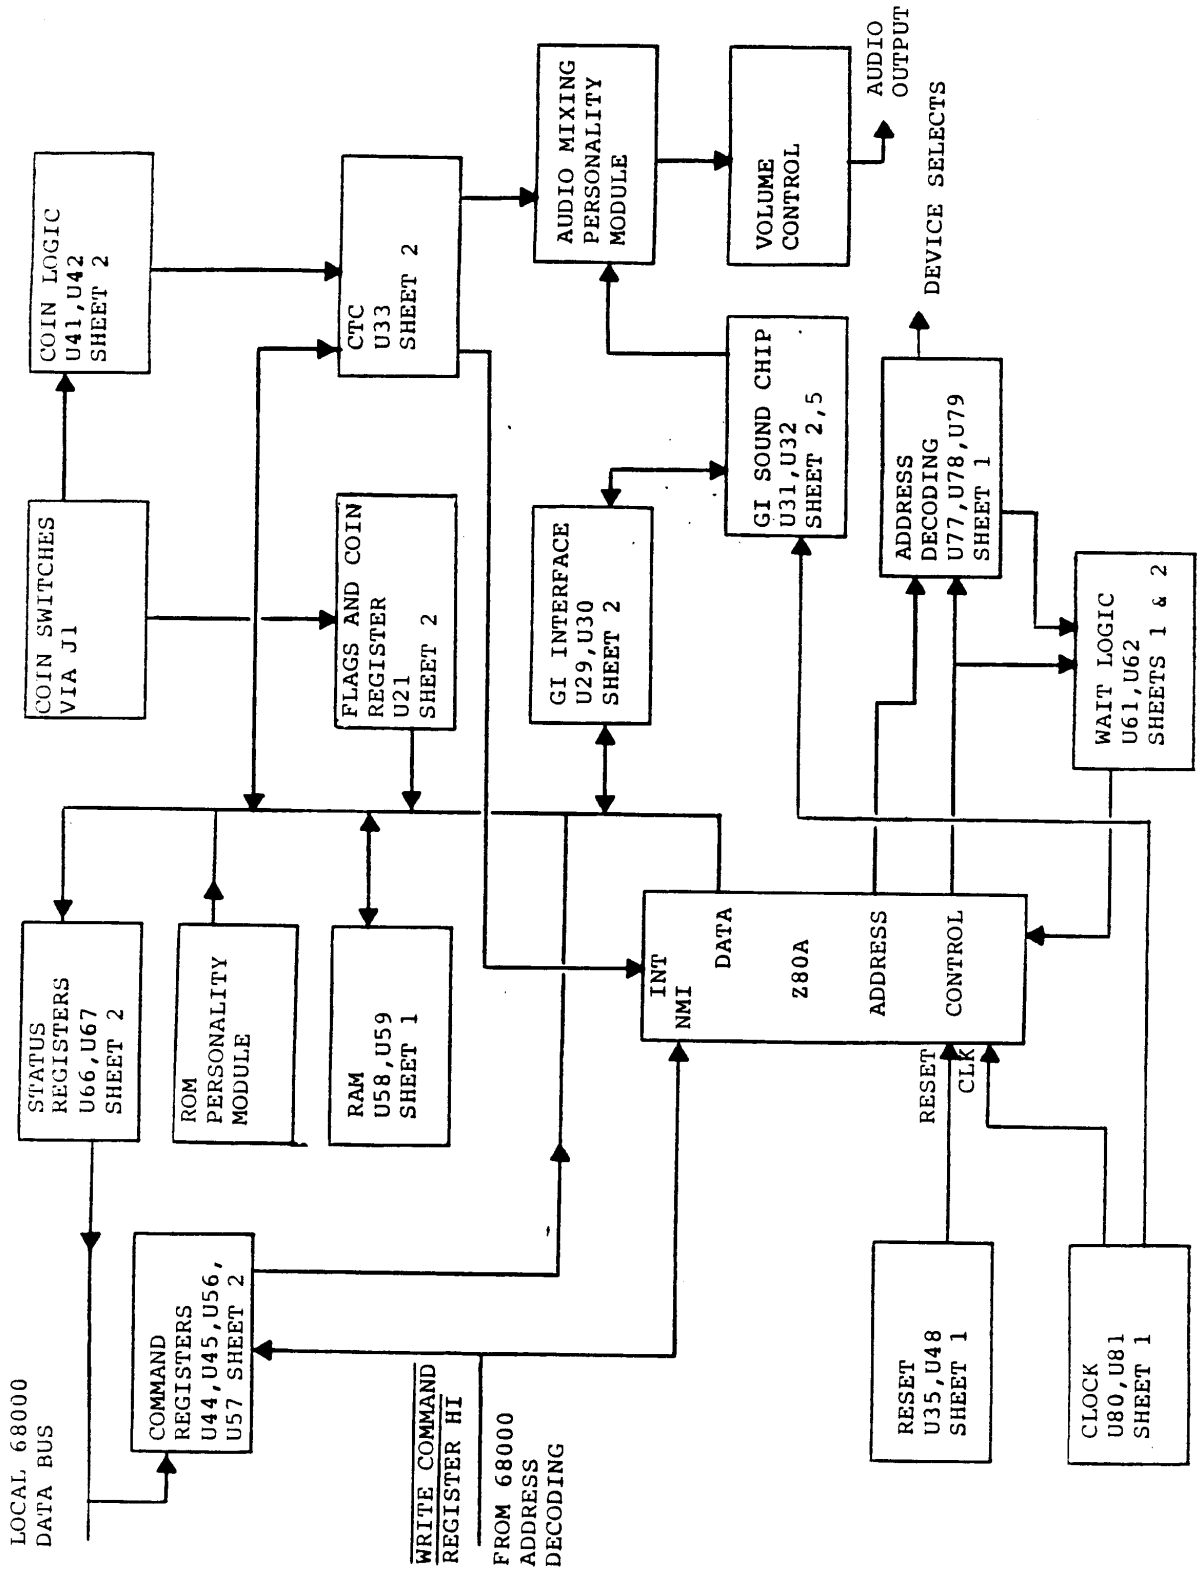 LOCAL 68000
DATA BUS
COMMAND
REGISTERS
U44,U45,U56,
U57 SHEET 2
STATUS
REGISTERS
U66,U67
SHEET 2
ROM
PERSONALITY
MODULE
RAM
U58,U59
SHEET 1
COIN SWITCHES
VIA J1
COIN LOGIC
U41,U42
SHEET 2
FLAGS AND COIN
REGISTER
U21
SHEET 2
CTC
U33
SHEET 2
WRITE COMMAND
REGISTER HI
FROM 68000
ADDRESS
DECODING
GI INTERFACE
U29,U30
SHEET 2
AUDIO MIXING
PERSONALITY
MODULE
INT
NMI
DATA
Z80A
ADDRESS
CONTROL
RESET
CLK
GI SOUND CHIP
U31,U32
SHEET 2,5
VOLUME
CONTROL
AUDIO
OUTPUT
RESET
U35,U48
SHEET 1
ADDRESS
DECODING
U77,U78,U79
SHEET 1
DEVICE SELECTS
CLOCK
U80,U81
SHEET 1
WAIT LOGIC
U61,U62
SHEETS 1 & 2